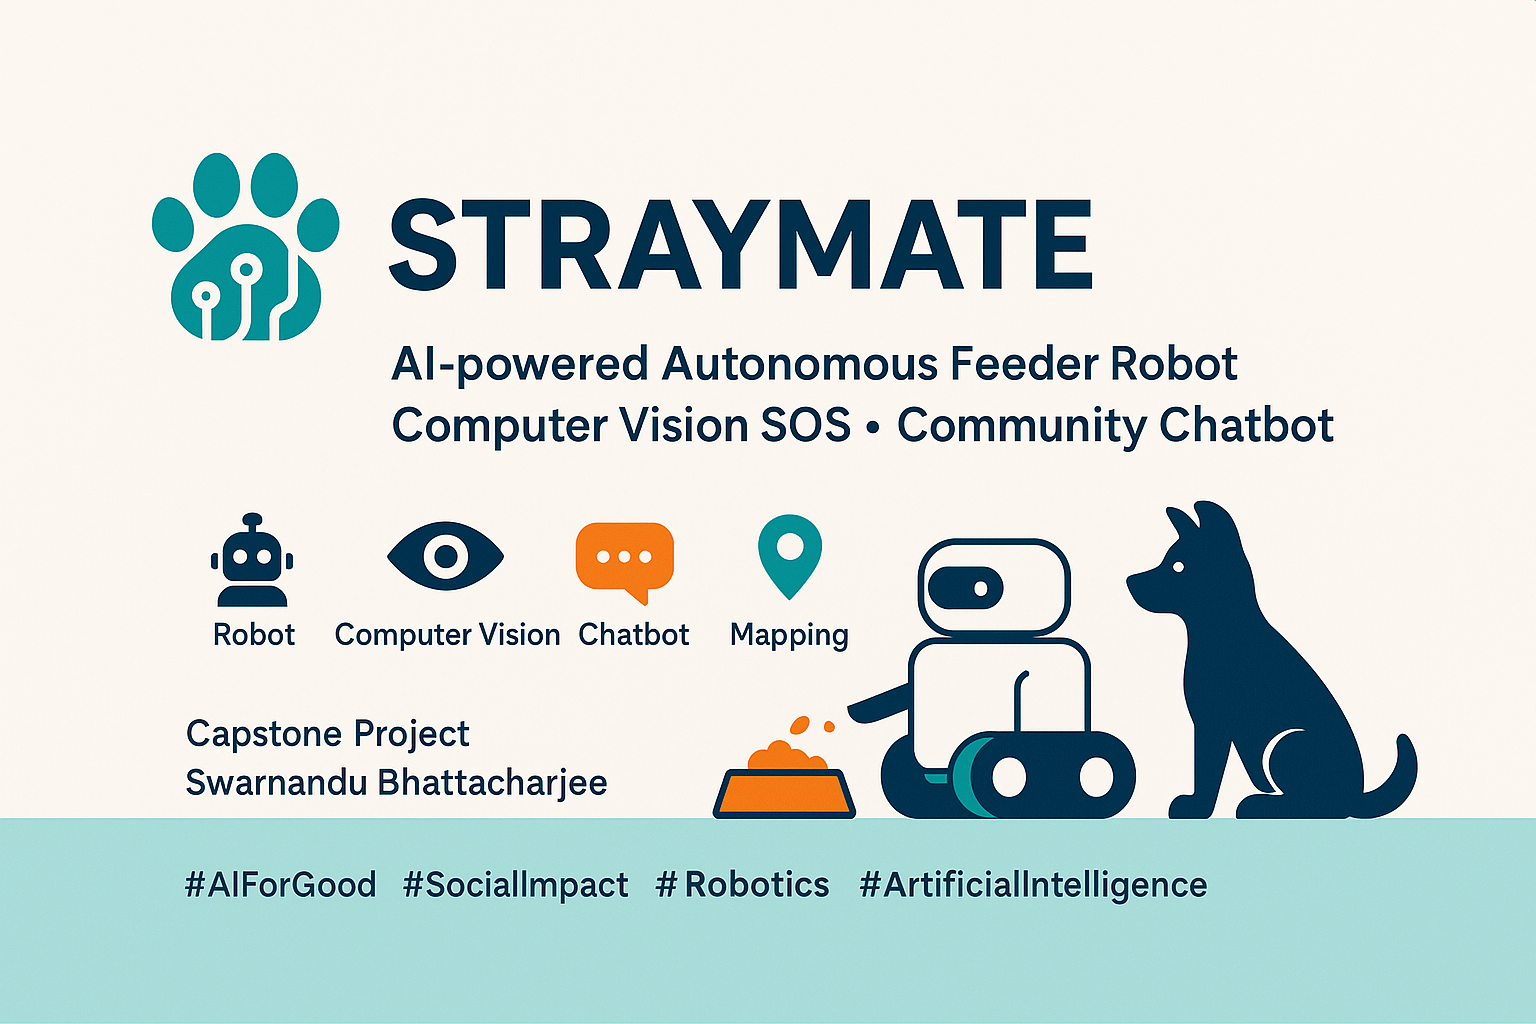 STRAYMATE
AI-powered Autonomous Feeder Robot
Computer Vision SOS • Community Chatbot
Robot Computer Vision Chatbot Mapping
Capstone Project
Swarnandu Bhattacharjee
#AIForGood #SocialImpact # Robotics #ArtificialIntelligence